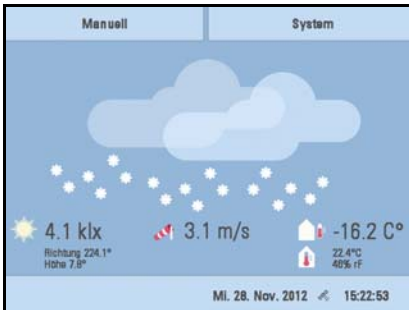 Manuell
System
4.1 klx
3.1 m/s
-16.2 C°
Richtung 224.1°
Höhe 7.8°
22.4°C
46% rF
Mi. 28. Nov. 2012
15:22:53